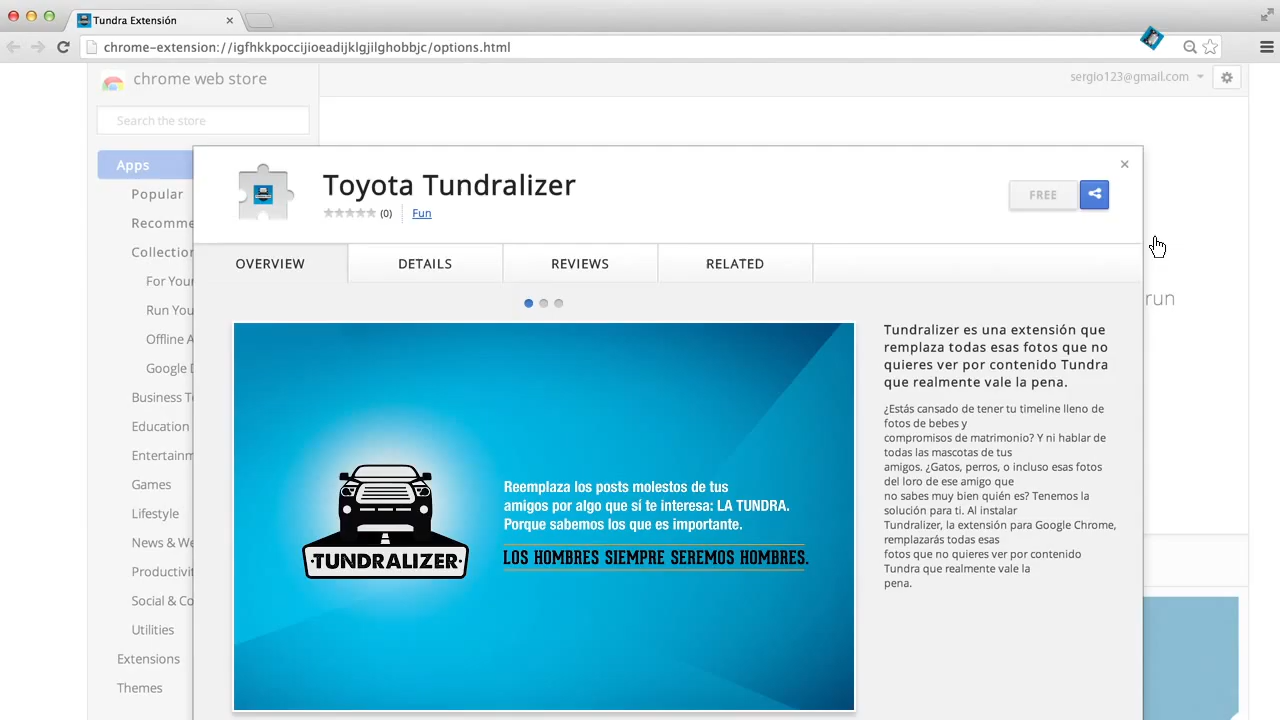 Tundra Extensión
chrome-extension://igfhkkpoccijioeadijklgjilghobbjc/options.html
chrome web store
sergio123@gmail.com
Search the store
Apps
Popular
Recomme
Collection
For Your
Run You
Offline A
Google D
Business To
Education
Entertainm
Games
Lifestyle
News & We
Productivit
Social & Co
Utilities
Extensions
Themes
run
Toyota Tundralizer
(0) Fun
FREE
OVERVIEW DETAILS REVIEWS RELATED
Reemplaza los posts molestos de tus
amigos por algo que sí te interesa: LA TUNDRA.
Porque sabemos los que es importante.
LOS HOMBRES SIEMPRE SEREMOS HOMBRES.
·TUNDRALIZER·
Tundralizer es una extensión que
remplaza todas esas fotos que no
quieres ver por contenido Tundra
que realmente vale la pena.
¿Estás cansado de tener tu timeline lleno de
fotos de bebes y
compromisos de matrimonio? Y ni hablar de
todas las mascotas de tus
amigos. ¿Gatos, perros, o incluso esas fotos
del loro de ese amigo que
no sabes muy bien quién es? Tenemos la
solución para ti. Al instalar
Tundralizer, la extensión para Google Chrome,
remplazarás todas esas
fotos que no quieres ver por contenido
Tundra que realmente vale la
pena.